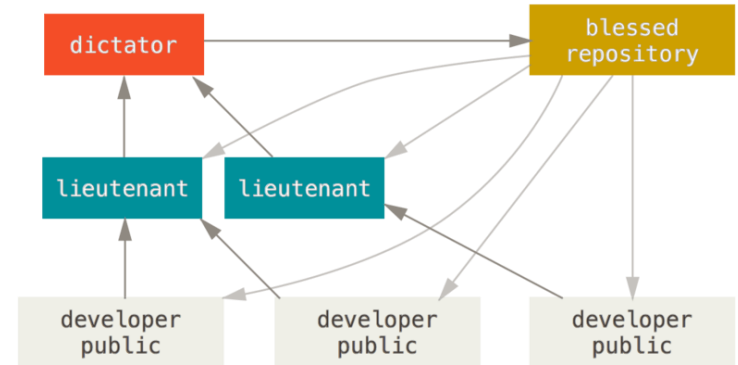 dictator
blessed
repository
lieutenant
lieutenant
developer
public
developer
public
developer
public